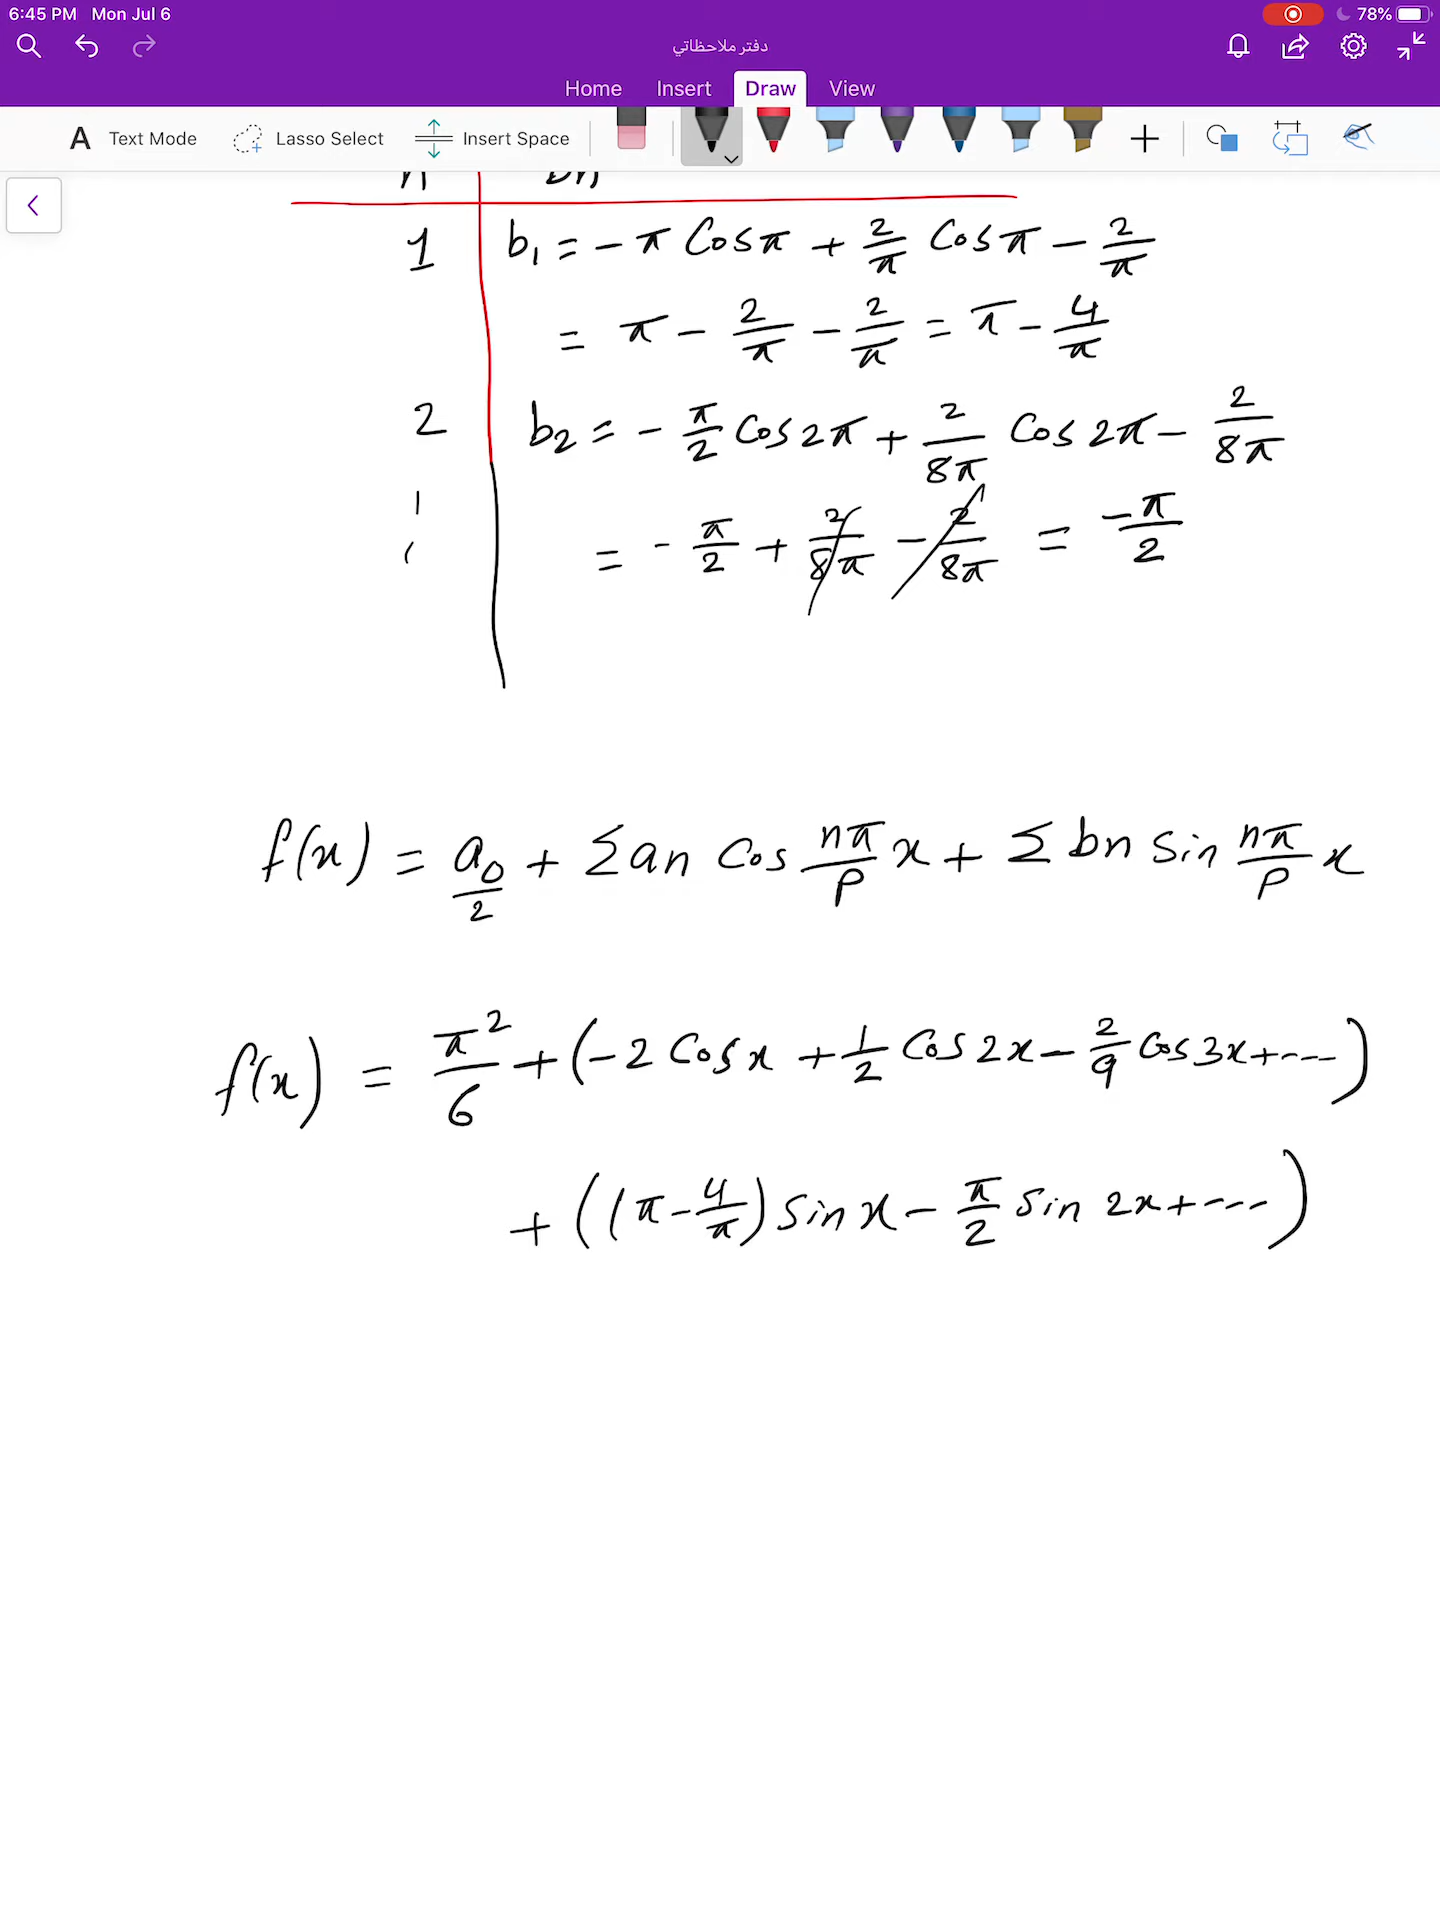 6:45 PM Mon Jul 6 78%
دفتر ملاحظاتي
Home Insert Draw View
A Text Mode Lasso Select Insert Space
n bn
1 b₁ = -π Cosπ + 2/π Cosπ - 2/π
= π - 2/π - 2/π = π - 4/π
2 b₂ = - π/2 Cos2π + 2/8π Cos 2π - 2/8π
= - π/2 + 2/8π - 2/8π = -π/2
f(x) = a₀/2 + Σ an Cos nπ/P x + Σ bn Sin nπ/P x
f(x) = π²/6 + (-2 Cos x + 1/2 Cos 2x - 2/9 Cos 3x + ----)
+ ((π - 4/π) Sin x - π/2 Sin 2x + ---)